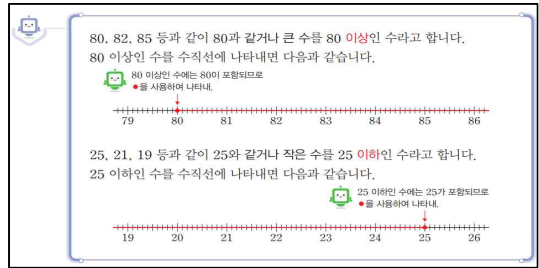 80, 82, 85 등과 같이 80과 같거나 큰 수를 80 이상인 수라고 합니다.
80 이상인 수를 수직선에 나타내면 다음과 같습니다.
80 이상인 수에는 80이 포함되므로
●을 사용하여 나타내.
79 80 81 82 83 84 85 86
25, 21, 19 등과 같이 25와 같거나 작은 수를 25 이하인 수라고 합니다.
25 이하인 수를 수직선에 나타내면 다음과 같습니다.
25 이하인 수에는 25가 포함되므로
●을 사용하여 나타내.
19 20 21 22 23 24 25 26